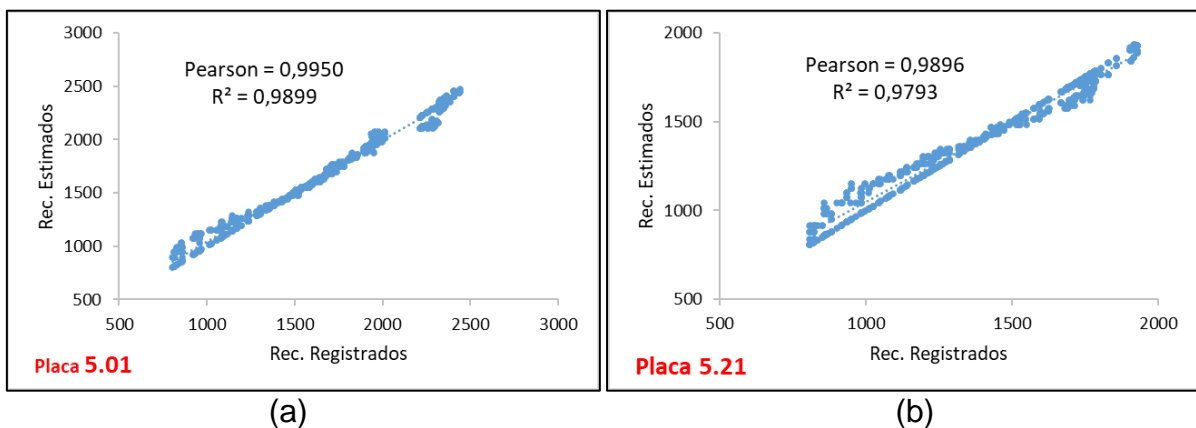 3000
2500
2000
1500
1000
500
Rec. Estimados
Pearson = 0,9950
R² = 0,9899
500 1000 1500 2000 2500 3000
Rec. Registrados
Placa 5.01
(a)
2000
1500
1000
500
Rec. Estimados
Pearson = 0,9896
R² = 0,9793
500 1000 1500 2000
Rec. Registrados
Placa 5.21
(b)